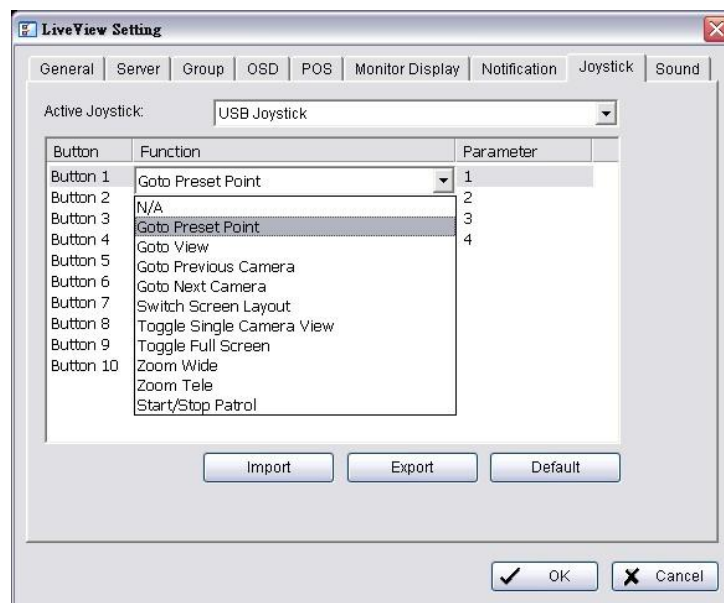 LiveView Setting
General Server Group OSD POS Monitor Display Notification Joystick Sound
Active Joystick: USB Joystick
Button Function Parameter
Button 1 Goto Preset Point 1
Button 2 N/A 2
Button 3 Goto Preset Point 3
Button 4 Goto View 4
Button 5 Goto Previous Camera
Button 6 Goto Next Camera
Button 7 Switch Screen Layout
Button 8 Toggle Single Camera View
Button 9 Toggle Full Screen
Button 10 Zoom Wide
Zoom Tele
Start/Stop Patrol
Import Export Default
OK Cancel